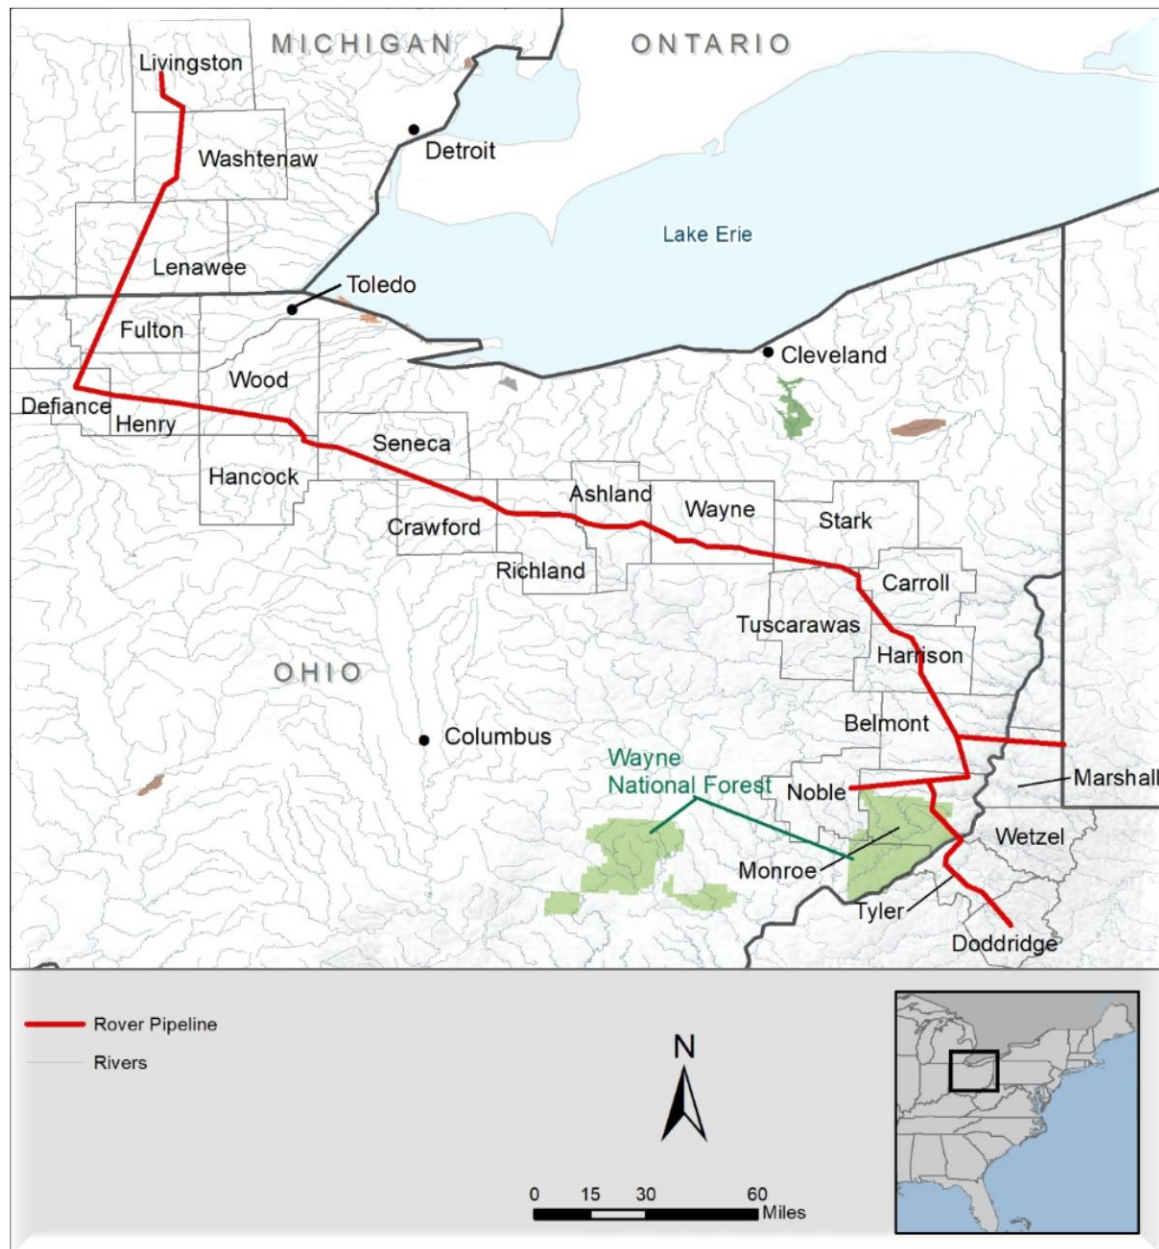 MICHIGAN
ONTARIO
Livingston
Detroit
Washtenaw
Lake Erie
Lenawee
Toledo
Fulton
Cleveland
Wood
Defiance
Henry
Seneca
Hancock
Ashland
Wayne
Stark
Crawford
Richland
Carroll
Tuscarawas
Harrison
OHIO
Belmont
Columbus
Wayne
National Forest
Noble
Marshall
Wetzel
Monroe
Tyler
Doddridge
Rover Pipeline
Rivers
N
0 15 30 60
Miles